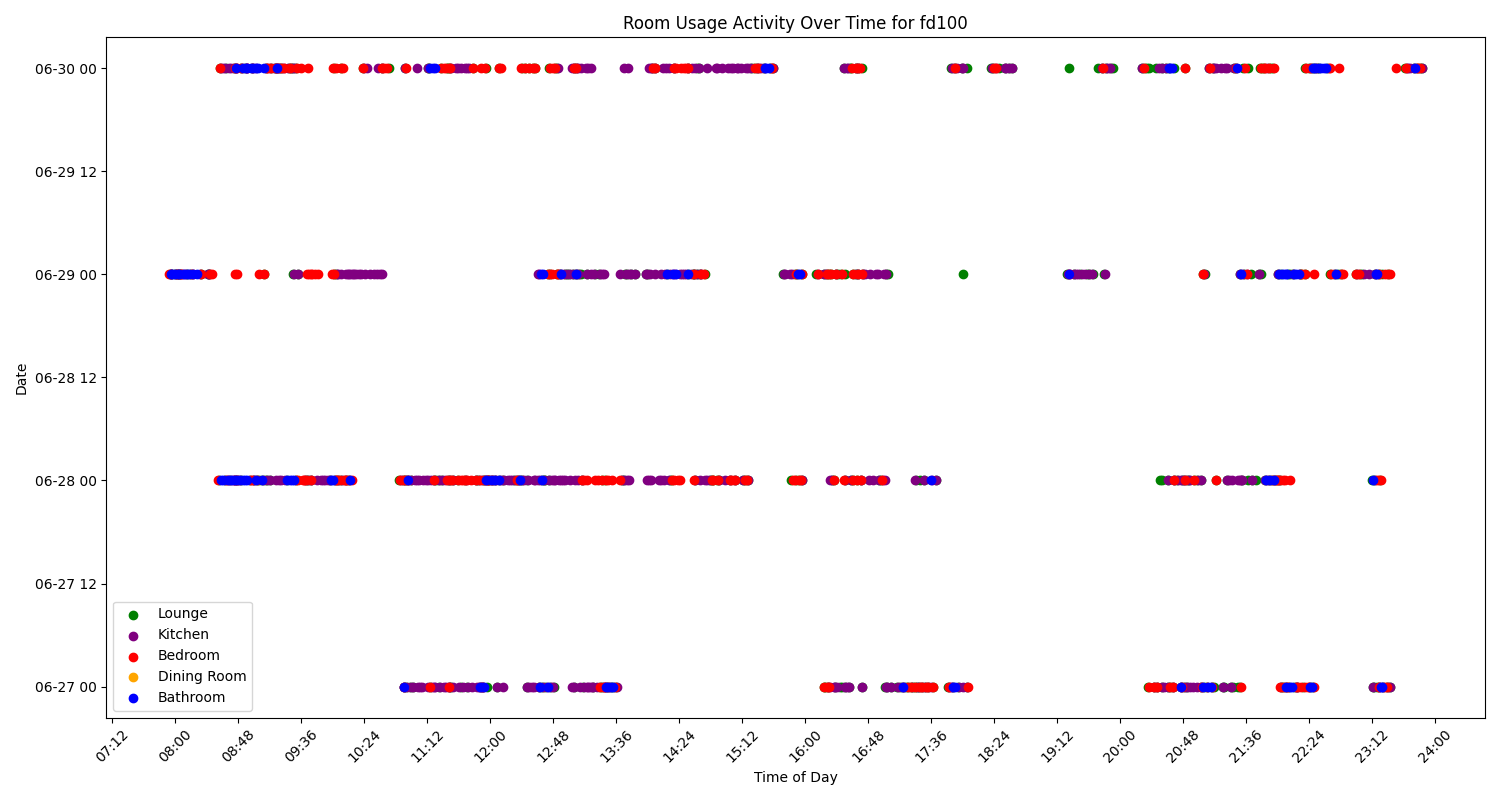 Room Usage Activity Over Time for fd100
06-30 00
06-29 12
06-29 00
06-28 12
06-28 00
06-27 12
06-27 00
Date
Lounge
Kitchen
Bedroom
Dining Room
Bathroom
07:12 08:00 08:48 09:36 10:24 11:12 12:00 12:48 13:36 14:24 15:12 16:00 16:48 17:36 18:24 19:12 20:00 20:48 21:36 22:24 23:12 24:00
Time of Day